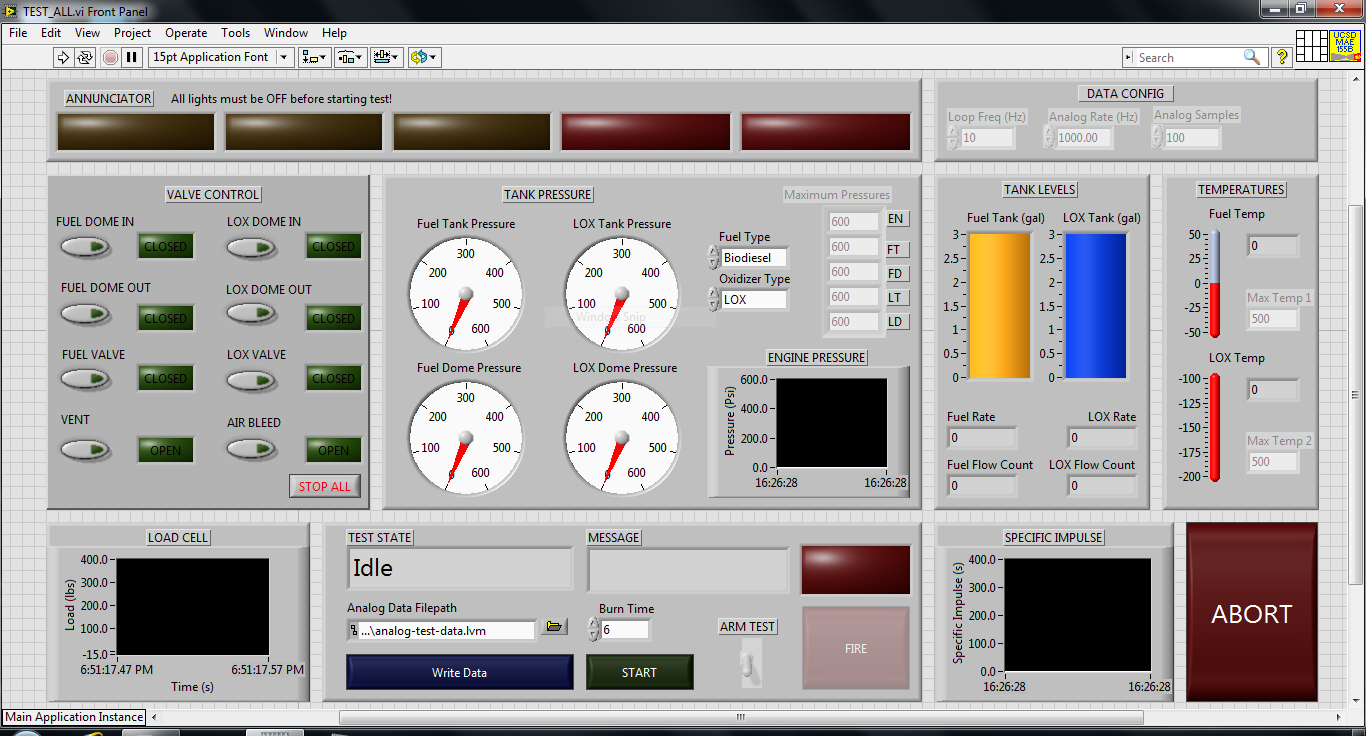 TEST_ALL.vi Front Panel
File Edit View Project Operate Tools Window Help
15pt Application Font
Search
UCSD
MAE
155B
ANNUNCIATOR All lights must be OFF before starting test!
DATA CONFIG
Loop Freq (Hz) Analog Rate (Hz) Analog Samples
10 1000.00 100
VALVE CONTROL
FUEL DOME IN LOX DOME IN
CLOSED CLOSED
FUEL DOME OUT LOX DOME OUT
CLOSED CLOSED
FUEL VALVE LOX VALVE
CLOSED CLOSED
VENT AIR BLEED
OPEN OPEN
STOP ALL
TANK PRESSURE
Fuel Tank Pressure
0 100 200 300 400 500 600
LOX Tank Pressure
0 100 200 300 400 500 600
Window Snip
Fuel Dome Pressure
0 100 200 300 400 500 600
LOX Dome Pressure
0 100 200 300 400 500 600
Fuel Type
Biodiesel
Oxidizer Type
LOX
Maximum Pressures
600 EN
600 FT
600 FD
600 LT
600 LD
ENGINE PRESSURE
Pressure (Psi)
600.0
400.0
200.0
0.0
16:26:28 16:26:28
TANK LEVELS
Fuel Tank (gal) LOX Tank (gal)
3 3
2.5 2.5
2 2
1.5 1.5
1 1
0.5 0.5
0 0
Fuel Rate LOX Rate
0 0
Fuel Flow Count LOX Flow Count
0 0
TEMPERATURES
Fuel Temp
50
25
0
-25
-50
0
Max Temp 1
500
LOX Temp
-100
-125
-150
-175
-200
0
Max Temp 2
500
LOAD CELL
Load (lbs)
400.0
300.0
200.0
100.0
-15.0
6:51:17.47 PM 6:51:17.57 PM
Time (s)
TEST STATE MESSAGE
Idle
Analog Data Filepath
...\analog-test-data.lvm
Burn Time
6
ARM TEST
Write Data START FIRE
SPECIFIC IMPULSE
Specific Impulse (s)
400.0
300.0
200.0
100.0
0.0
16:26:28 16:26:28
ABORT
Main Application Instance